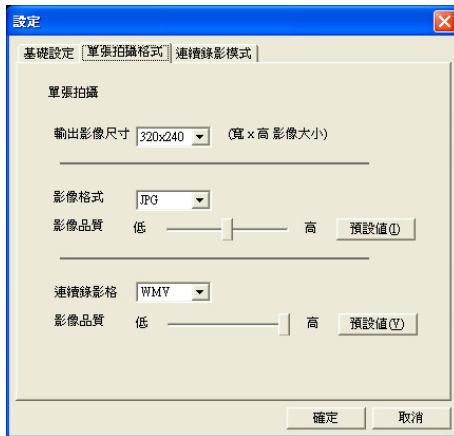 設定
基礎設定 單張拍攝格式 連續錄影模式
單張拍攝
輸出影像尺寸 320x240 (寬 x 高 影像大小)
影像格式 JPG
影像品質 低 高 預設值(I)
連續錄影格 WMV
影像品質 低 高 預設值(V)
確定 取消